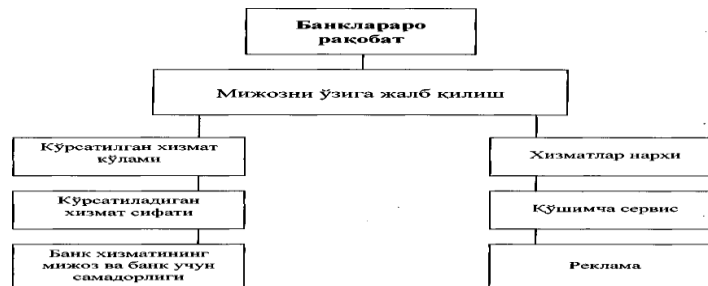 Банклараро
рақобат
Мижозни ўзига жалб қилиш
Кўрсатилган хизмат
кўлами
Кўрсатиладиган
хизмат сифати
Банк хизматининг
мижоз ва банк учун
самадорлиги
Хизматлар нархи
Қўшимча сервис
Реклама